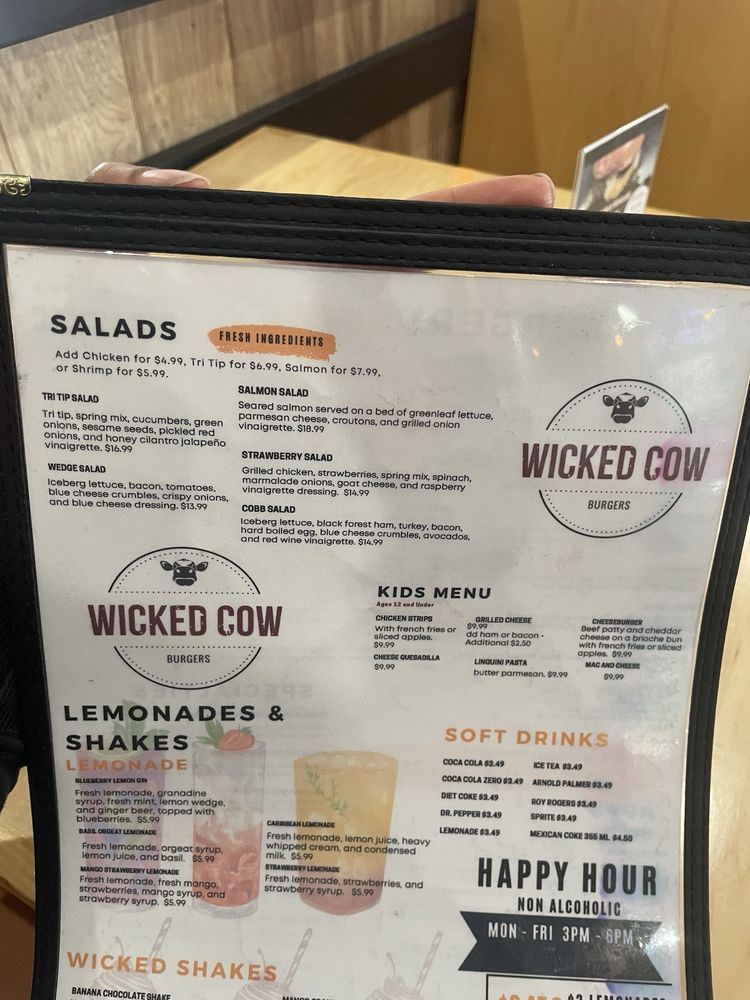 SALADS
FRESH INGREDIENTS
Add Chicken for $4.99, Tri Tip for $6.99, Salmon for $7.99,
or Shrimp for $5.99.
TRI TIP SALAD
Tri tip, spring mix, cucumbers, green
onions, sesame seeds, pickled red
onions, and honey cilantro jalapeño
vinaigrette. $16.99
WEDGE SALAD
Iceberg lettuce, bacon, tomatoes,
blue cheese crumbles, crispy onions,
and blue cheese dressing. $13.99
SALMON SALAD
Seared salmon served on a bed of greenleaf lettuce,
parmesan cheese, croutons, and grilled onion
vinaigrette. $18.99
STRAWBERRY SALAD
Grilled chicken, strawberries, spring mix, spinach,
marmalade onions, goat cheese, and raspberry
vinaigrette dressing. $14.99
COBB SALAD
Iceberg lettuce, black forest ham, turkey, bacon,
hard boiled egg, blue cheese crumbles, avocados,
and red wine vinaigrette. $14.99
WICKED COW
BURGERS
WICKED COW
BURGERS
KIDS MENU
Ages 12 and Under
CHICKEN STRIPS
With french fries or
sliced apples.
$9.99
CHEESE QUESADILLA
$9.99
GRILLED CHEESE
$9.99
dd ham or bacon -
Additional $2.50
LINQUINI PASTA
butter parmesan. $9.99
CHEESEBURGER
Beef patty and cheddar
cheese on a brioche bun
with french fries or sliced
apples. $9.99
MAC AND CHEESE
$9.99
LEMONADES &
SHAKES
LEMONADE
BLUEBERRY LEMON GIN
Fresh lemonade, granadine
syrup, fresh mint, lemon wedge,
and ginger beer, topped with
blueberries. $5.99
BASIL ORGEAT LEMONADE
Fresh lemonade, orgeat syrup,
lemon juice, and basil. $5.99
MANGO STRAWBERRY LEMONADE
Fresh lemonade, fresh mango,
strawberries, mango syrup, and
strawberry syrup. $5.99
CARIBBEAN LEMONADE
Fresh lemonade, lemon juice, heavy
whipped cream, and condensed
milk. $5.99
STRAWBERRY LEMONADE
Fresh lemonade, strawberries, and
strawberry syrup. $5.99
SOFT DRINKS
COCA COLA $3.49
COCA COLA ZERO $3.49
DIET COKE $3.49
DR. PEPPER $3.49
LEMONADE $3.49
ICE TEA $3.49
ARNOLD PALMER $3.49
ROY ROGERS $3.49
SPRITE $3.49
MEXICAN COKE 355 ML $4.50
HAPPY HOUR
NON ALCOHOLIC
MON - FRI 3PM - 6PM
WICKED SHAKES
BANANA CHOCOLATE SHAKE